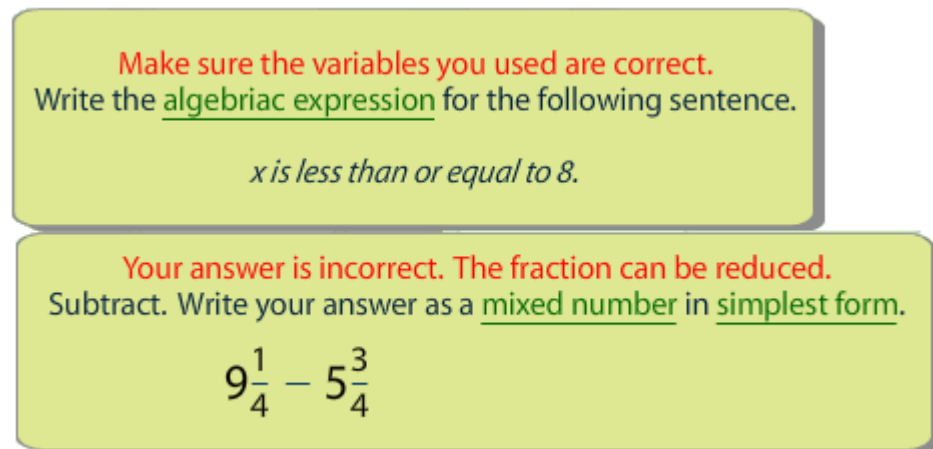 Make sure the variables you used are correct.
Write the algebriac expression for the following sentence.
x is less than or equal to 8.
Your answer is incorrect. The fraction can be reduced.
Subtract. Write your answer as a mixed number in simplest form.
9 1/4 − 5 3/4